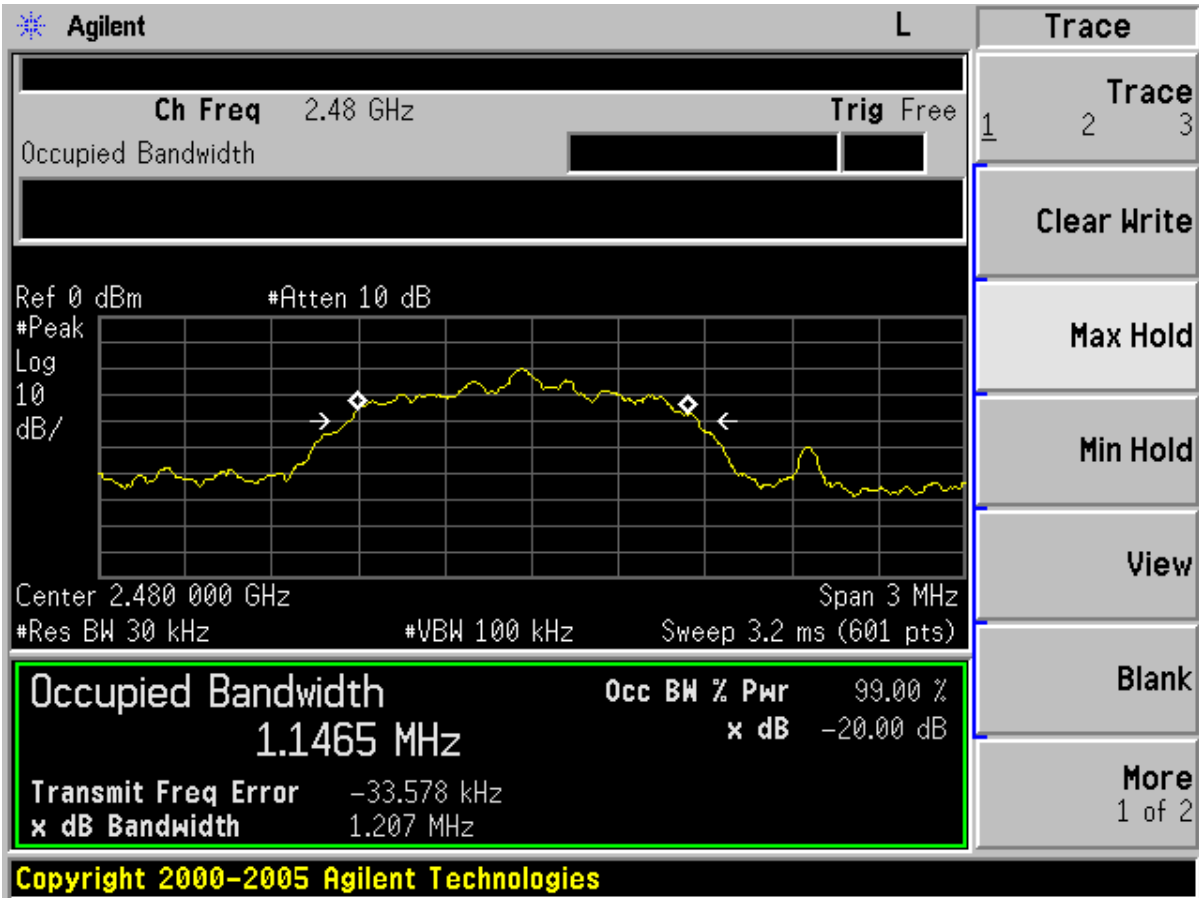 Agilent L Trace
Ch Freq 2.48 GHz Trig Free
Occupied Bandwidth
Trace
1 2 3
Clear Write
Max Hold
Min Hold
View
Blank
More
1 of 2
Ref 0 dBm #Atten 10 dB
#Peak
Log
10
dB/
Center 2.480 000 GHz Span 3 MHz
#Res BW 30 kHz #VBW 100 kHz Sweep 3.2 ms (601 pts)
Occupied Bandwidth Occ BW % Pwr 99.00 %
1.1465 MHz x dB -20.00 dB
Transmit Freq Error -33.578 kHz
x dB Bandwidth 1.207 MHz
Copyright 2000-2005 Agilent Technologies